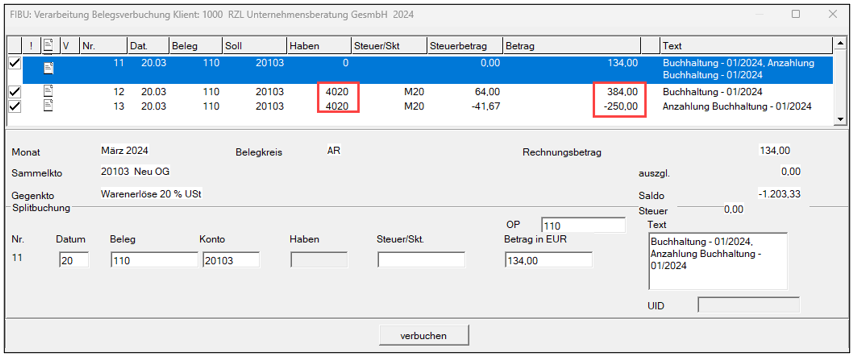 FIBU: Verarbeitung Belegsverbuchung Klient: 1000 RZL Unternehmensberatung GesmbH 2024
! V Nr. Dat. Beleg Soll Haben Steuer/Skt Steuerbetrag Betrag Text
11 20.03 110 20103 0 0,00 134,00 Buchhaltung - 01/2024, Anzahlung
Buchhaltung - 01/2024
12 20.03 110 20103 4020 M20 64,00 384,00 Buchhaltung - 01/2024
13 20.03 110 20103 4020 M20 -41,67 -250,00 Anzahlung Buchhaltung - 01/2024
Monat März 2024 Belegkreis AR Rechnungsbetrag 134,00
Sammelkto 20103 Neu OG auszgl. 0,00
Gegenkto Warenerlöse 20 % USt Saldo -1.203,33
Splitbuchung Steuer 0,00
OP 110 Text
Nr. Datum Beleg Konto Haben Steuer/Skt. Betrag in EUR
11 20 110 20103 134,00
Buchhaltung - 01/2024,
Anzahlung Buchhaltung -
01/2024
UID
verbuchen